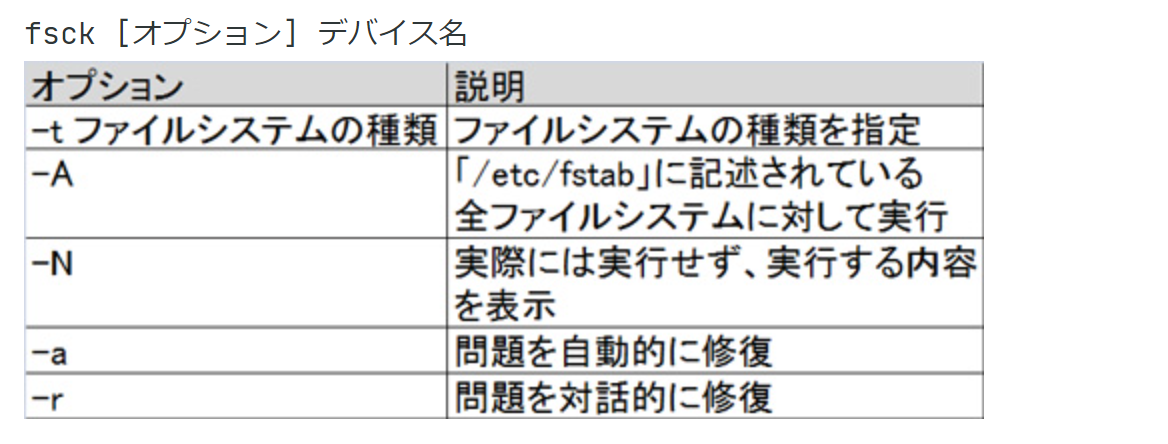 fsck [オプション] デバイス名
オプション 説明
-t ファイルシステムの種類 ファイルシステムの種類を指定
-A 「/etc/fstab」に記述されている
全ファイルシステムに対して実行
-N 実際には実行せず、実行する内容
を表示
-a 問題を自動的に修復
-r 問題を対話的に修復